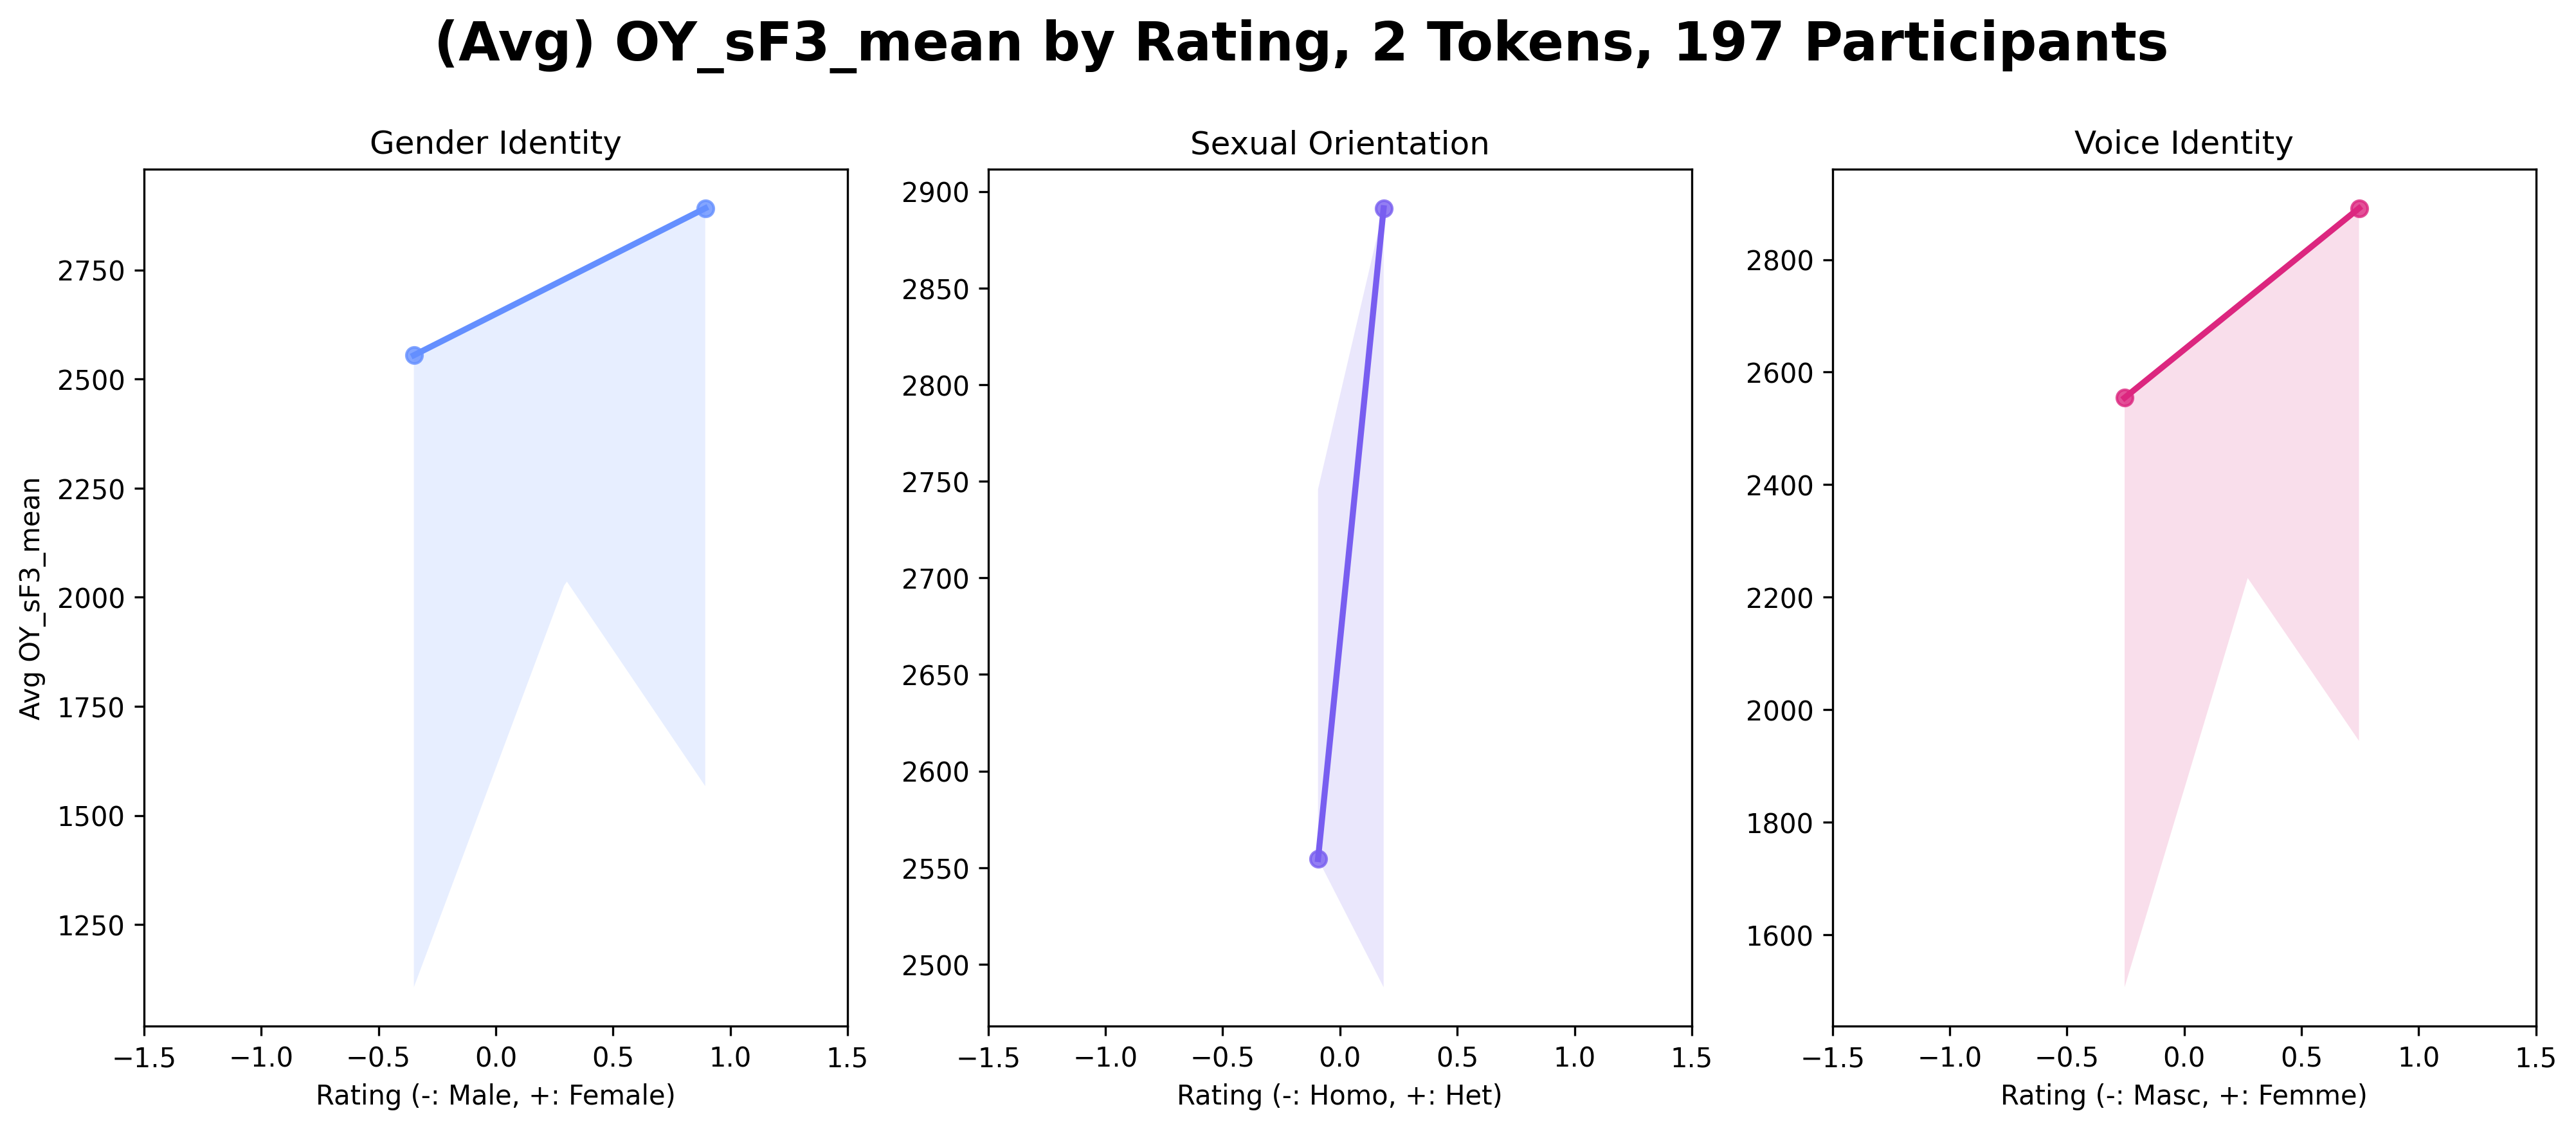 (Avg) OY_sF3_mean by Rating, 2 Tokens, 197 Participants
Gender Identity
Avg OY_sF3_mean
2750
2500
2250
2000
1750
1500
1250
−1.5 −1.0 −0.5 0.0 0.5 1.0 1.5
Rating (-: Male, +: Female)
Sexual Orientation
2900
2850
2800
2750
2700
2650
2600
2550
2500
−1.5 −1.0 −0.5 0.0 0.5 1.0 1.5
Rating (-: Homo, +: Het)
Voice Identity
2800
2600
2400
2200
2000
1800
1600
−1.5 −1.0 −0.5 0.0 0.5 1.0 1.5
Rating (-: Masc, +: Femme)